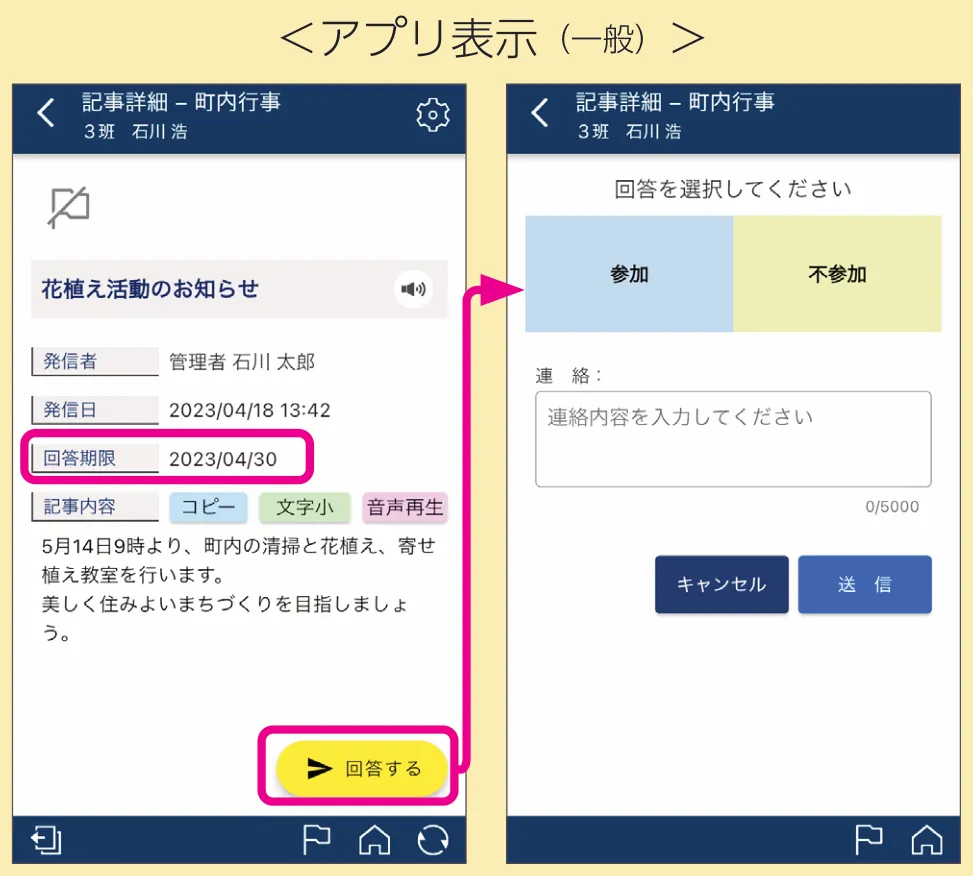 ＜アプリ表示（一般）＞
記事詳細 – 町内行事
３班　石川 浩
花植え活動のお知らせ
発信者　管理者 石川 太郎
発信日　2023/04/18 13:42
回答期限　2023/04/30
記事内容　コピー　文字小　音声再生
5月14日9時より、町内の清掃と花植え、寄せ
植え教室を行います。
美しく住みよいまちづくりを目指しましょ
う。
回答する
記事詳細 – 町内行事
３班　石川 浩
回答を選択してください
参加　不参加
連　絡：
連絡内容を入力してください
0/5000
キャンセル　送　信